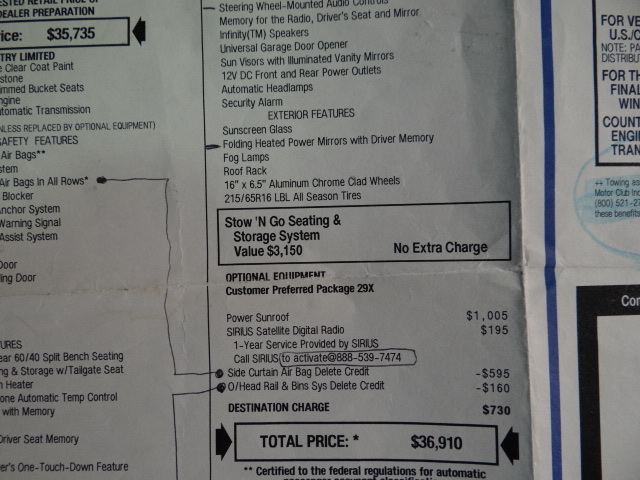 DEALER PREPARATION
ice: $35,735
TRY LIMITED
e Clear Coat Paint
stone
immed Bucket Seats
ngine
utomatic Transmission
NLESS REPLACED BY OPTIONAL EQUIPMENT)
SAFETY FEATURES
Air Bags**
stem
Air Bags In All Rows*
Blocker
Anchor System
Warning Signal
Assist System
Door
ling Door
URES
ear 60/40 Split Bench Seating
ng & Storage w/Tailgate Seat
n Heater
one Automatic Temp Control
with Memory
Driver Seat Memory
er's One-Touch-Down Feature
Steering Wheel-Mounted Audio Controls
Memory for the Radio, Driver's Seat and Mirror
Infinity(TM) Speakers
Universal Garage Door Opener
Sun Visors with Illuminated Vanity Mirrors
12V DC Front and Rear Power Outlets
Automatic Headlamps
Security Alarm
EXTERIOR FEATURES
Sunscreen Glass
Folding Heated Power Mirrors with Driver Memory
Fog Lamps
Roof Rack
16" x 6.5" Aluminum Chrome Clad Wheels
215/65R16 LBL All Season Tires
Stow 'N Go Seating &
Storage System
Value $3,150 No Extra Charge
OPTIONAL EQUIPMENT
Customer Preferred Package 29X
Power Sunroof $1,005
SIRIUS Satellite Digital Radio $195
1-Year Service Provided by SIRIUS
Call SIRIUS to activate@888-539-7474
Side Curtain Air Bag Delete Credit -$595
O/Head Rail & Bins Sys Delete Credit -$160
DESTINATION CHARGE $730
TOTAL PRICE: * $36,910
** Certified to the federal regulations for automatic
FOR VE
U.S./C
NOTE: PA
DISTRIBUT
FOR TH
FINAL
WIN
COUNT
ENGI
TRAN
++ Towing ass
Motor Club Inc
(800) 521-27
these benefits
Con